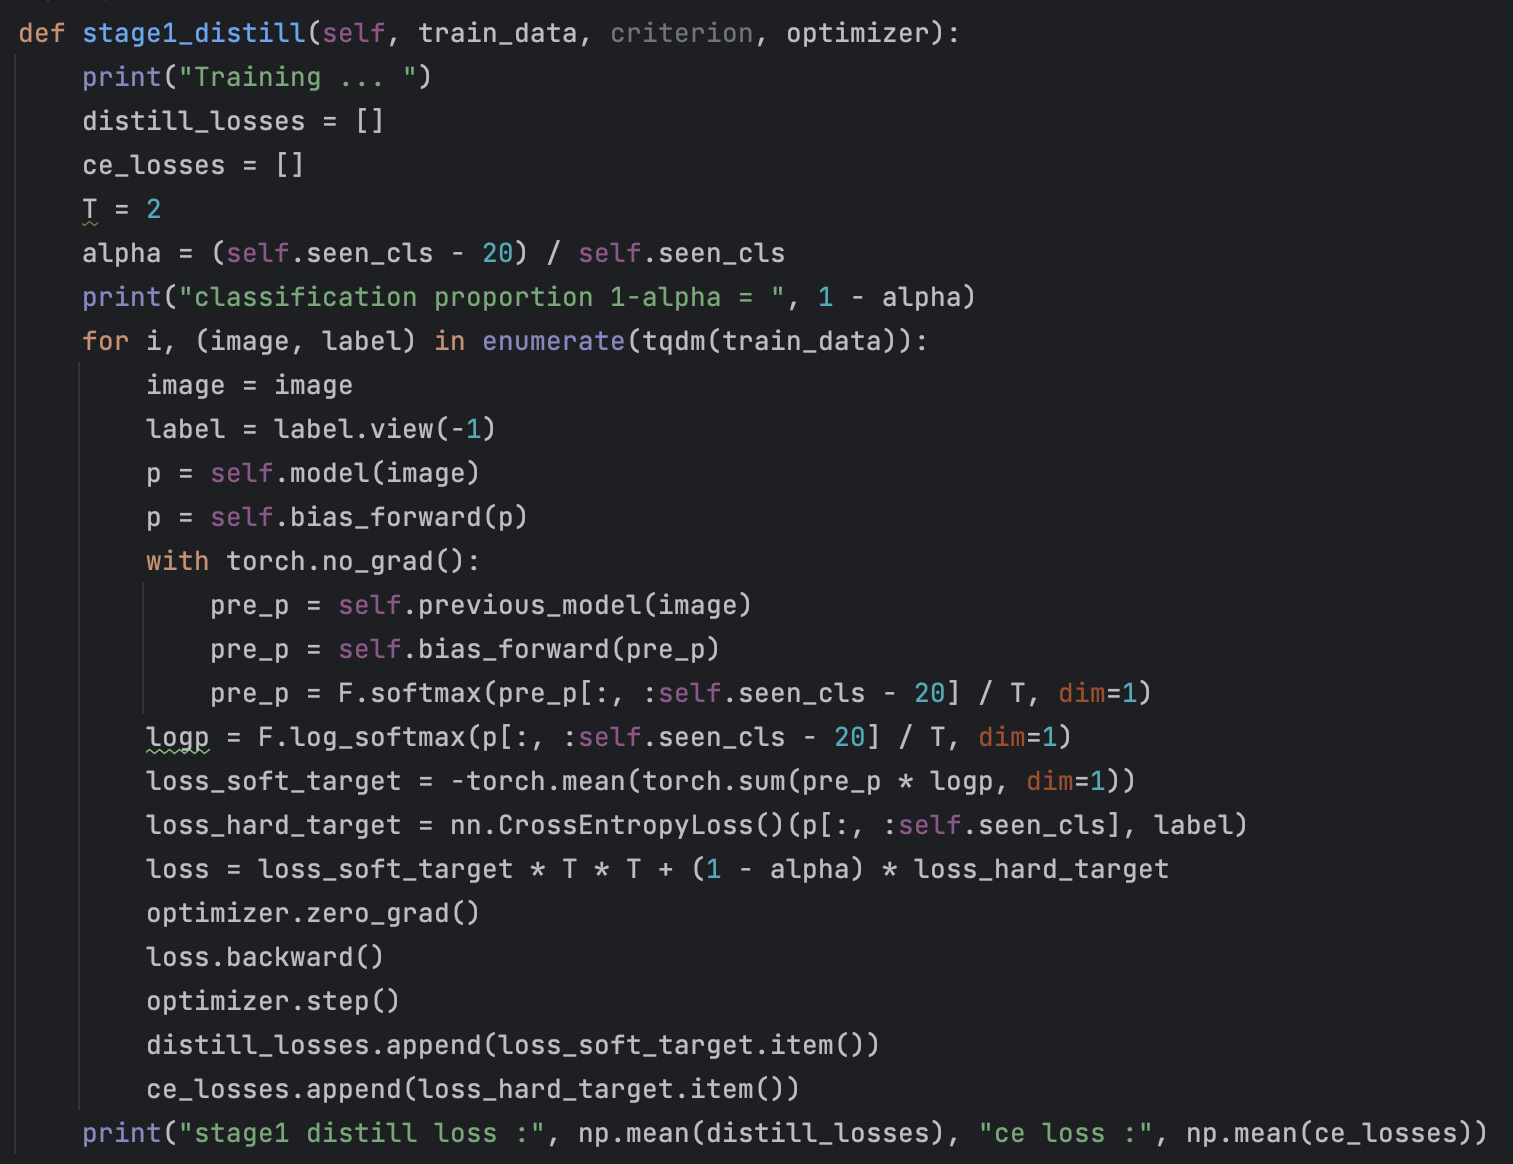 def stage1_distill(self, train_data, criterion, optimizer):
    print("Training ... ")
    distill_losses = []
    ce_losses = []
    T = 2
    alpha = (self.seen_cls - 20) / self.seen_cls
    print("classification proportion 1-alpha = ", 1 - alpha)
    for i, (image, label) in enumerate(tqdm(train_data)):
        image = image
        label = label.view(-1)
        p = self.model(image)
        p = self.bias_forward(p)
        with torch.no_grad():
            pre_p = self.previous_model(image)
            pre_p = self.bias_forward(pre_p)
            pre_p = F.softmax(pre_p[:, :self.seen_cls - 20] / T, dim=1)
        logp = F.log_softmax(p[:, :self.seen_cls - 20] / T, dim=1)
        loss_soft_target = -torch.mean(torch.sum(pre_p * logp, dim=1))
        loss_hard_target = nn.CrossEntropyLoss()(p[:, :self.seen_cls], label)
        loss = loss_soft_target * T * T + (1 - alpha) * loss_hard_target
        optimizer.zero_grad()
        loss.backward()
        optimizer.step()
        distill_losses.append(loss_soft_target.item())
        ce_losses.append(loss_hard_target.item())
    print("stage1 distill loss :", np.mean(distill_losses), "ce loss :", np.mean(ce_losses))